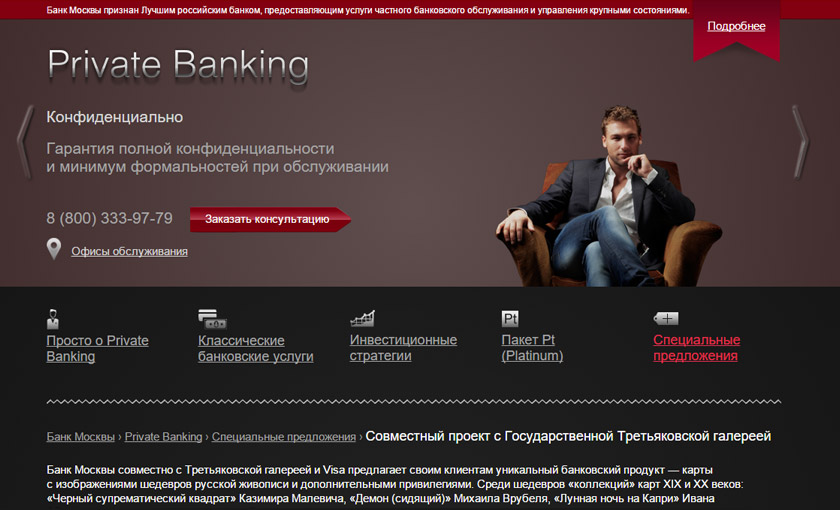 Банк Москвы признан Лучшим российским банком, предоставляющим услуги частного банковского обслуживания и управления крупными состояниями.
Подробнее
Private Banking
Конфиденциально
Гарантия полной конфиденциальности
и минимум формальностей при обслуживании
8 (800) 333-97-79
Заказать консультацию
Офисы обслуживания
Просто о Private
Banking
Классические
банковские услуги
Инвестиционные
стратегии
Pt
Пакет Pt
(Platinum)
Специальные
предложения
Банк Москвы › Private Banking › Специальные предложения › Совместный проект с Государственной Третьяковской галереей
Банк Москвы совместно с Третьяковской галереей и Visa предлагает своим клиентам уникальный банковский продукт — карты
с изображениями шедевров русской живописи и дополнительными привилегиями. Среди шедевров «коллекций» карт XIX и XX веков:
«Черный супрематический квадрат» Казимира Малевича, «Демон (сидящий)» Михаила Врубеля, «Лунная ночь на Капри» Ивана